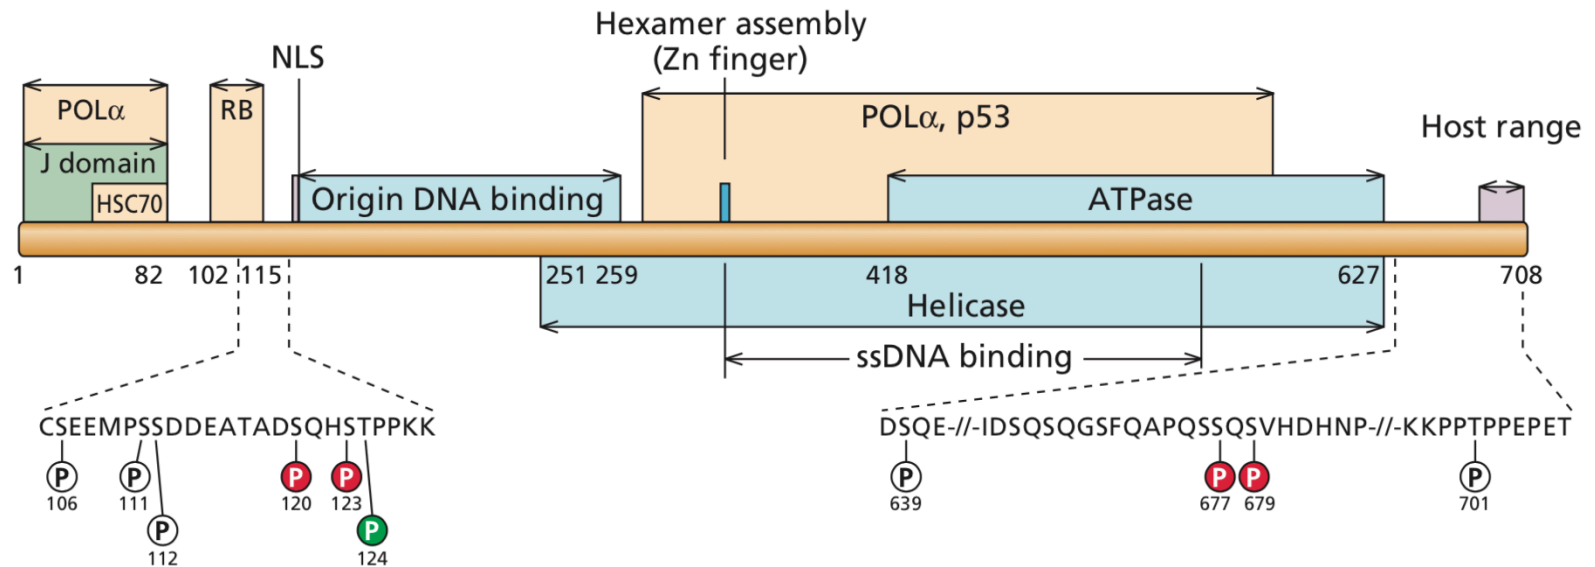 Hexamer assembly
(Zn finger)
NLS
POLα
RB
POLα, p53
Host range
J domain
HSC70
Origin DNA binding
ATPase
1
82
102
115
251
259
418
627
708
Helicase
ssDNA binding
CSEEMPSSDDEATADSQHSTPPKK
DSQE-//-IDSQSQGSFQAPQSSQSVHDHNP-//-KKPPTPPEPET
P
P
P
P
P
P
P
P
106
111
120
123
639
677
679
701
P
P
112
124